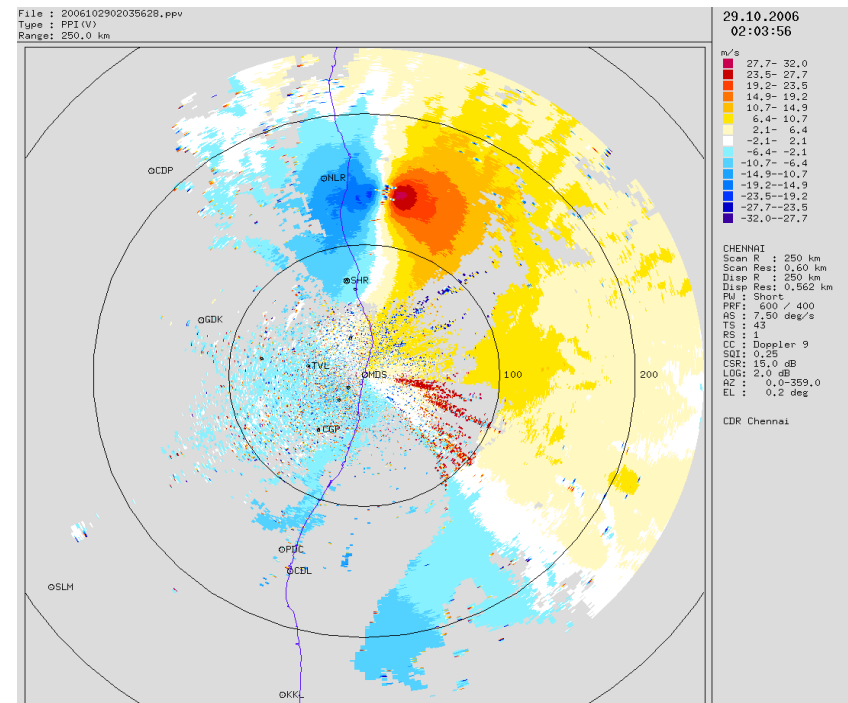 File : 2006102902035628.ppv
Type : PPI(V)
Range: 250.0 km
29.10.2006
02:03:56
m/s
27.7- 32.0
23.5- 27.7
19.2- 23.5
14.9- 19.2
10.7- 14.9
6.4- 10.7
2.1- 6.4
-2.1- 2.1
-6.4- -2.1
-10.7- -6.4
-14.9--10.7
-19.2--14.9
-23.5--19.2
-27.7--23.5
-32.0--27.7
CHENNAI
Scan R : 250 km
Scan Res: 0.60 km
Disp R : 250 km
Disp Res: 0.562 km
PW : Short
PRF: 600 / 400
AS : 7.50 deg/s
TS : 43
RS : 1
CC : Doppler 9
SQI: 0.25
CSR: 15.0 dB
LOG: 2.0 dB
AZ : 0.0-359.0
EL : 0.2 deg
CDR Chennai
CDP
NLR
SHR
GDK
TVL
MDS
100
200
CGP
PDC
CDL
SLM
KKL